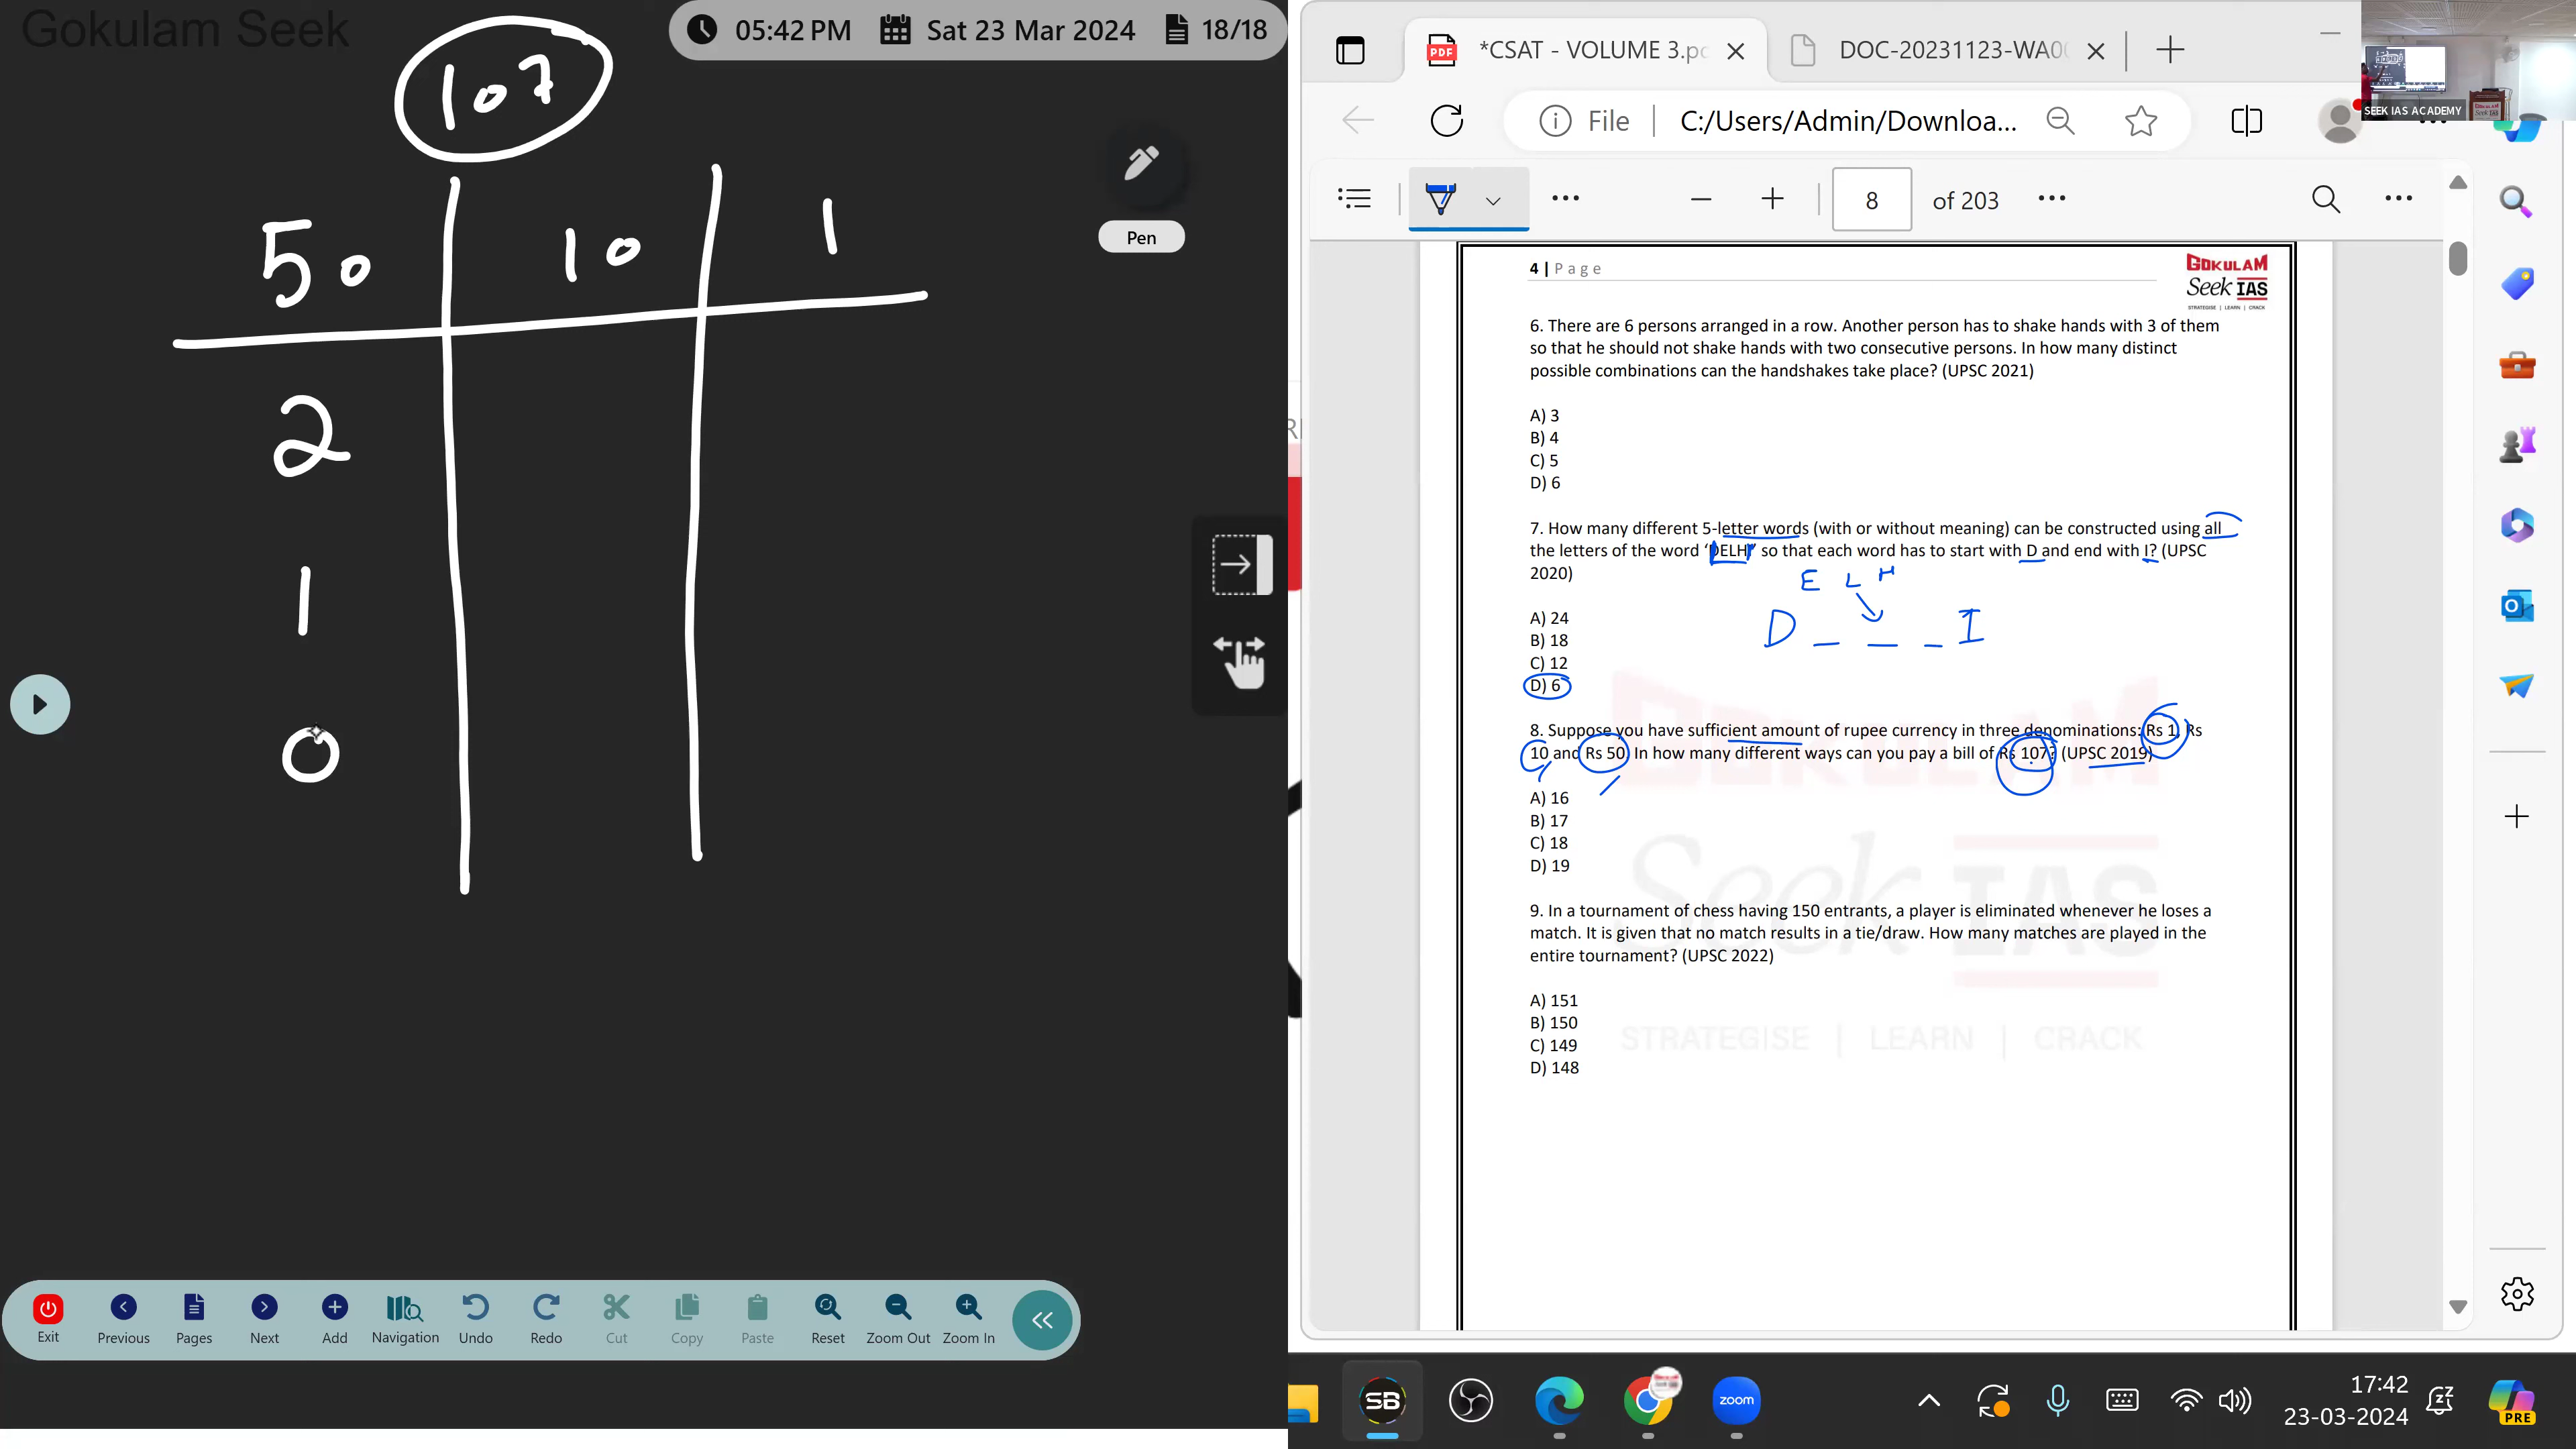 Gokulam Seek
05:42 PM Sat 23 Mar 2024 18/18
107
50 10 1
2
1
0
Pen
Exit Previous Pages Next Add Navigation Undo Redo Cut Copy Paste Reset Zoom Out Zoom In
*CSAT - VOLUME 3.p
DOC-20231123-WA0
File C:/Users/Admin/Downloa...
SEEK IAS ACADEMY
8 of 203
4 | Page
GOKULAM
Seek IAS
STRATEGISE | LEARN | CRACK
6. There are 6 persons arranged in a row. Another person has to shake hands with 3 of them
so that he should not shake hands with two consecutive persons. In how many distinct
possible combinations can the handshakes take place? (UPSC 2021)
A) 3
B) 4
C) 5
D) 6
7. How many different 5-letter words (with or without meaning) can be constructed using all
the letters of the word ‘DELHI’ so that each word has to start with D and end with I? (UPSC
2020)
E L H
D _ _ _ I
A) 24
B) 18
C) 12
D) 6
8. Suppose you have sufficient amount of rupee currency in three denominations: Rs 1, Rs
10 and Rs 50. In how many different ways can you pay a bill of Rs 107? (UPSC 2019)
A) 16
B) 17
C) 18
D) 19
9. In a tournament of chess having 150 entrants, a player is eliminated whenever he loses a
match. It is given that no match results in a tie/draw. How many matches are played in the
entire tournament? (UPSC 2022)
A) 151
B) 150
C) 149
D) 148
GOKULAM
Seek IAS
STRATEGISE | LEARN | CRACK
SB
zoom
17:42
23-03-2024
PRE